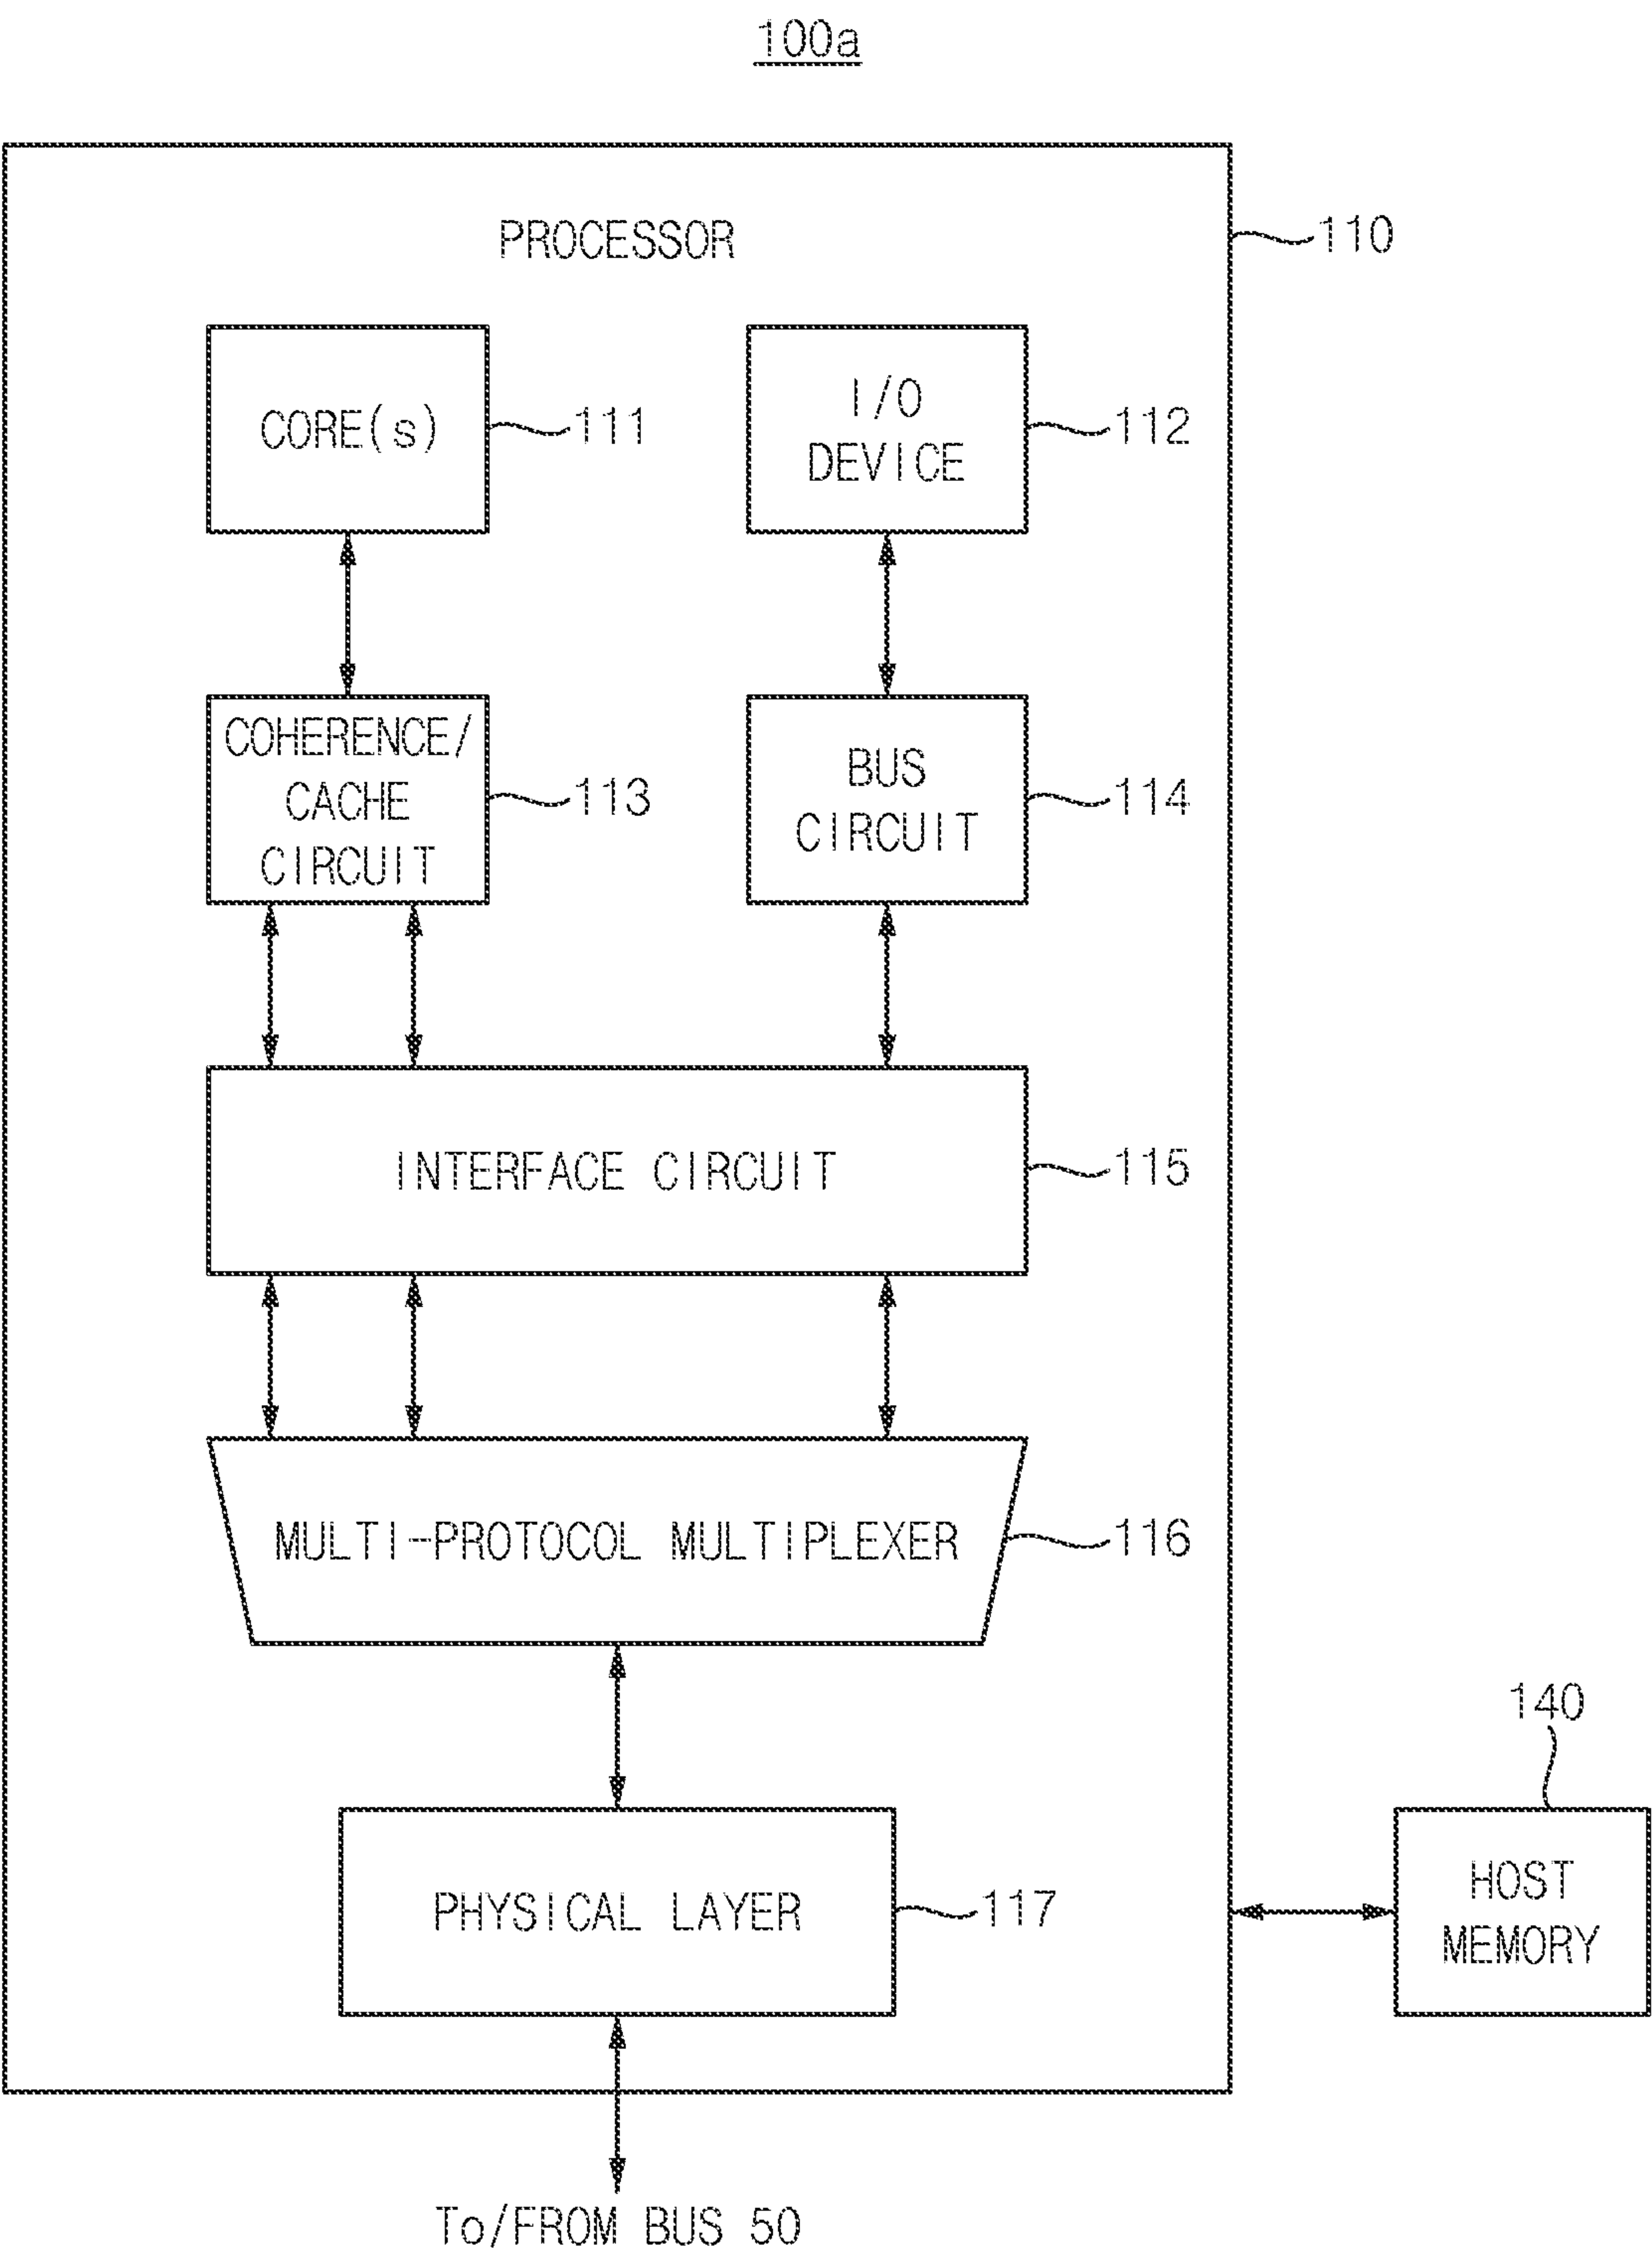 100a
PROCESSOR
110
CORE(s)
111
I/O
DEVICE
112
COHERENCE/
CACHE
CIRCUIT
113
BUS
CIRCUIT
114
INTERFACE CIRCUIT
115
MULTI-PROTOCOL MULTIPLEXER
116
PHYSICAL LAYER
117
140
HOST
MEMORY
To/FROM BUS 50